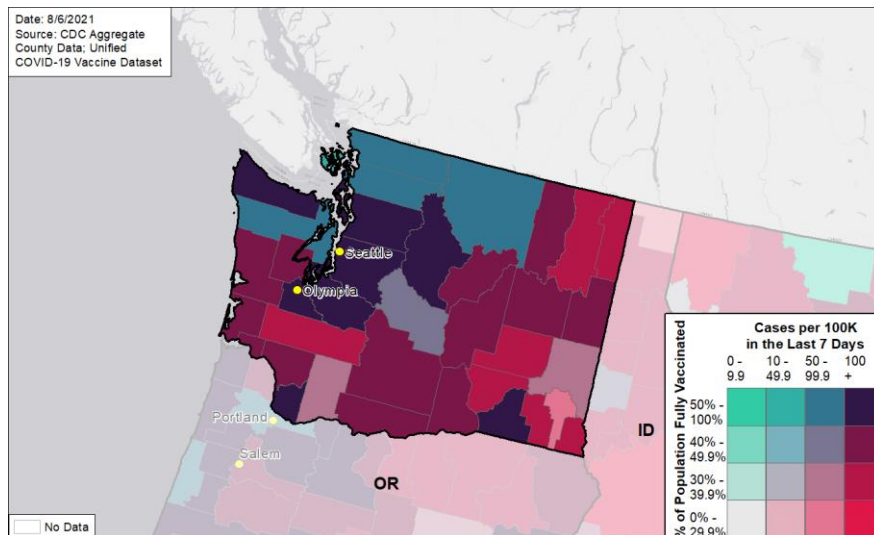 Date: 8/6/2021
Source: CDC Aggregate
County Data; Unified
COVID-19 Vaccine Dataset
Seattle
Olympia
Portland
Salem
OR
ID
No Data
Cases per 100K
in the Last 7 Days
0 - 9.9
10 - 49.9
50 - 99.9
100 +
% of Population Fully Vaccinated
50% - 100%
40% - 49.9%
30% - 39.9%
0% - 29.9%